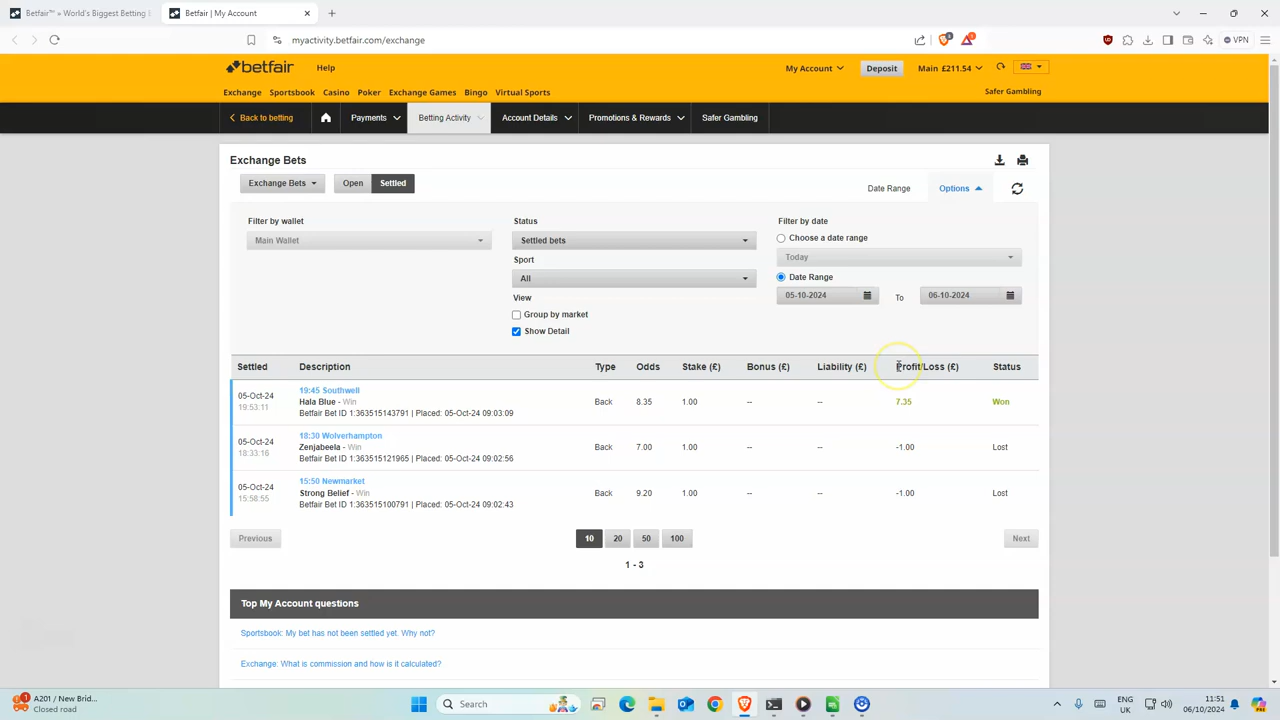 Betfair™ » World's Biggest Betting
Betfair | My Account
myactivity.betfair.com/exchange
VPN
betfair
Help
My Account
Deposit
Main £211.54
Exchange
Sportsbook
Casino
Poker
Exchange Games
Bingo
Virtual Sports
Safer Gambling
Back to betting
Payments
Betting Activity
Account Details
Promotions & Rewards
Safer Gambling
Exchange Bets
Exchange Bets
Open
Settled
Date Range
Options
Filter by wallet
Main Wallet
Status
Settled bets
Sport
All
View
Group by market
Show Detail
Filter by date
Choose a date range
Today
Date Range
05-10-2024
To
06-10-2024
Settled Description Type Odds Stake (£) Bonus (£) Liability (£) Profit/Loss (£) Status
05-Oct-24
19:53:11
19:45 Southwell
Hala Blue - Win
Betfair Bet ID 1:363515143791 | Placed: 05-Oct-24 09:03:09
Back 8.35 1.00 -- -- 7.35 Won
05-Oct-24
18:33:16
18:30 Wolverhampton
Zenjabeela - Win
Betfair Bet ID 1:363515121965 | Placed: 05-Oct-24 09:02:56
Back 7.00 1.00 -- -- -1.00 Lost
05-Oct-24
15:58:55
15:50 Newmarket
Strong Belief - Win
Betfair Bet ID 1:363515100791 | Placed: 05-Oct-24 09:02:43
Back 9.20 1.00 -- -- -1.00 Lost
Previous
10 20 50 100
Next
1 - 3
Top My Account questions
Sportsbook: My bet has not been settled yet. Why not?
Exchange: What is commission and how is it calculated?
A201 / New Brid...
Closed road
Search
ENG
UK
11:51
06/10/2024